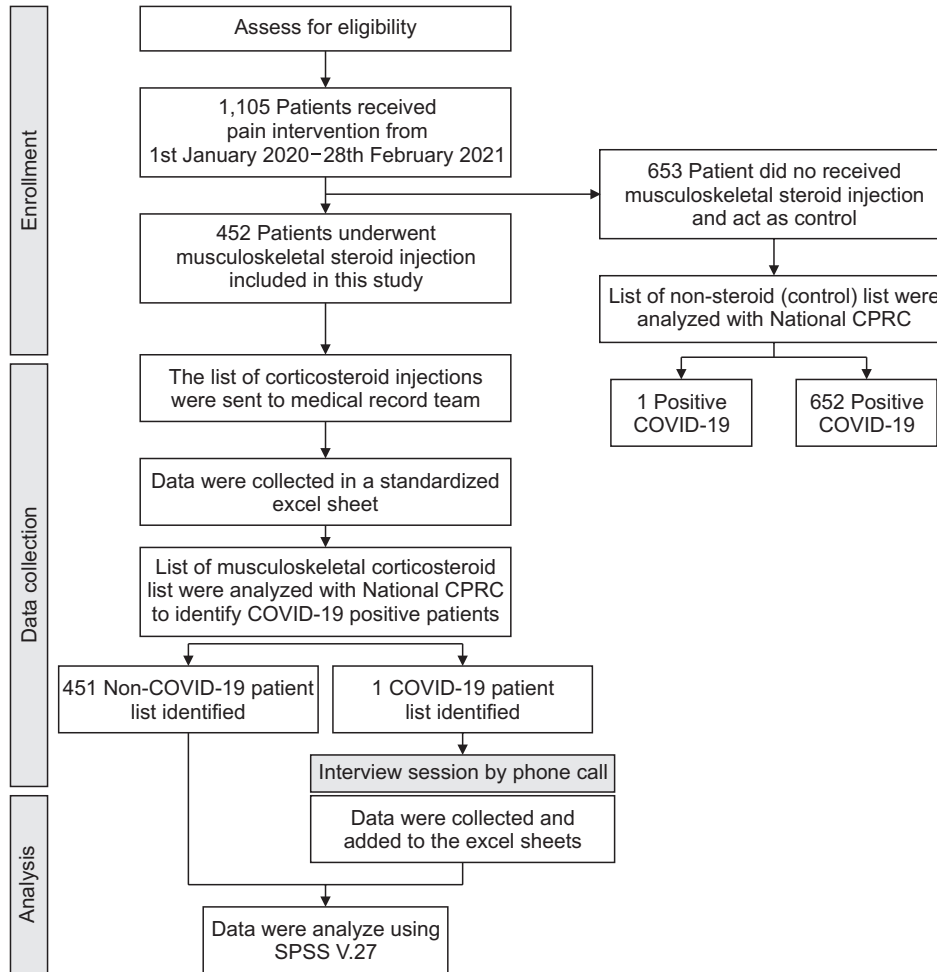 Enrollment
Assess for eligibility
1,105 Patients received
pain intervention from
1st January 2020−28th February 2021
653 Patient did no received
musculoskeletal steroid injection
and act as control
452 Patients underwent
musculoskeletal steroid injection
included in this study
List of non-steroid (control) list were
analyzed with National CPRC
1 Positive
COVID-19
652 Positive
COVID-19
Data collection
The list of corticosteroid injections
were sent to medical record team
Data were collected in a standardized
excel sheet
List of musculoskeletal corticosteroid
list were analyzed with National CPRC
to identify COVID-19 positive patients
451 Non-COVID-19 patient
list identified
1 COVID-19 patient
list identified
Interview session by phone call
Analysis
Data were collected and
added to the excel sheets
Data were analyze using
SPSS V.27